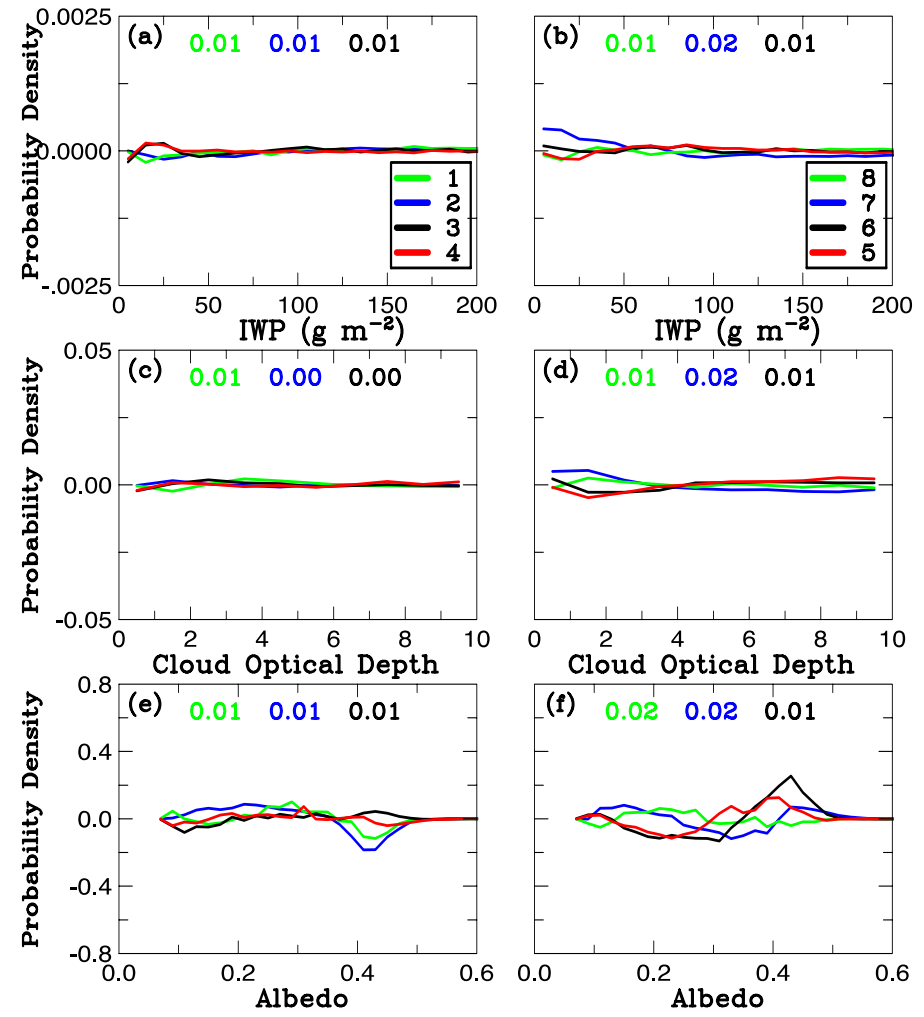 (a) 0.01 0.01 0.01
Probability Density
0.0025
0.0000
-.0025
1
2
3
4
0 50 100 150 200
IWP (g m⁻²)
(b) 0.01 0.02 0.01
8
7
6
5
0 50 100 150 200
IWP (g m⁻²)
(c) 0.01 0.00 0.00
Probability Density
0.05
0.00
-0.05
0 2 4 6 8 10
Cloud Optical Depth
(d) 0.01 0.02 0.01
0 2 4 6 8 10
Cloud Optical Depth
(e) 0.01 0.01 0.01
Probability Density
0.8
0.4
0.0
-0.4
-0.8
0.0 0.2 0.4 0.6
Albedo
(f) 0.02 0.02 0.01
0.0 0.2 0.4 0.6
Albedo